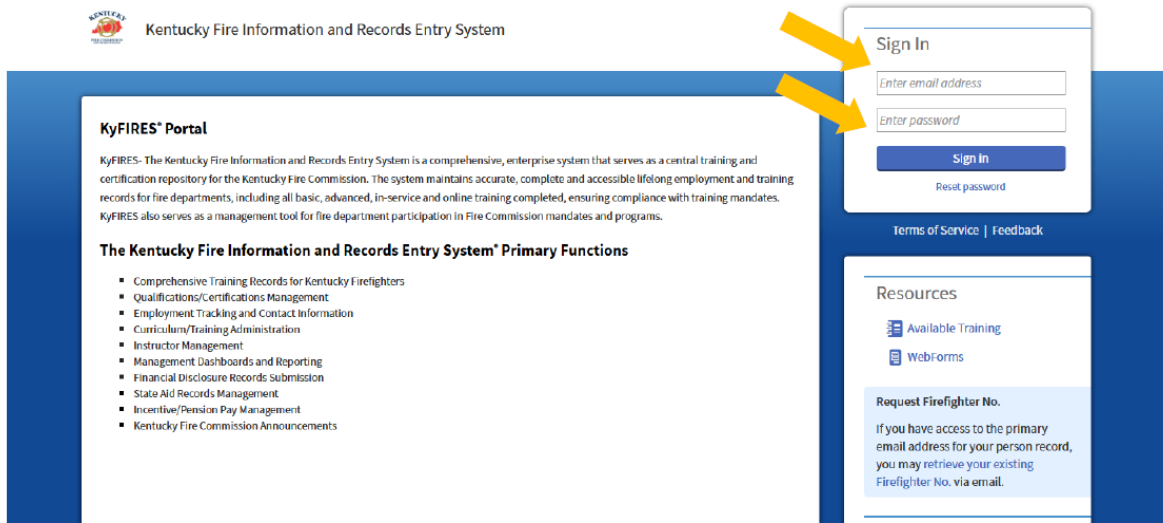 KENTUCKY
Kentucky Fire Information and Records Entry System
Sign In
Enter email address
Enter password
Sign in
Reset password
Terms of Service | Feedback
KyFIRES® Portal
KyFIRES- The Kentucky Fire Information and Records Entry System is a comprehensive, enterprise system that serves as a central training and
certification repository for the Kentucky Fire Commission. The system maintains accurate, complete and accessible lifelong employment and training
records for fire departments, including all basic, advanced, in-service and online training completed, ensuring compliance with training mandates.
KyFIRES also serves as a management tool for fire department participation in Fire Commission mandates and programs.
The Kentucky Fire Information and Records Entry System® Primary Functions
▪ Comprehensive Training Records for Kentucky Firefighters
▪ Qualifications/Certifications Management
▪ Employment Tracking and Contact Information
▪ Curriculum/Training Administration
▪ Instructor Management
▪ Management Dashboards and Reporting
▪ Financial Disclosure Records Submission
▪ State Aid Records Management
▪ Incentive/Pension Pay Management
▪ Kentucky Fire Commission Announcements
Resources
Available Training
WebForms
Request Firefighter No.
If you have access to the primary
email address for your person record,
you may retrieve your existing
Firefighter No. via email.